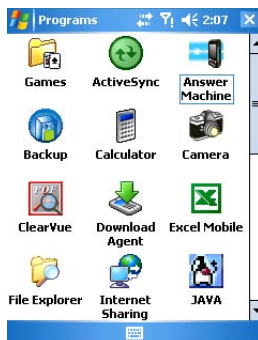 Programs 2:07
Games ActiveSync Answer Machine
Backup Calculator Camera
PDF
ClearVue Download Agent Excel Mobile
File Explorer Internet Sharing JAVA